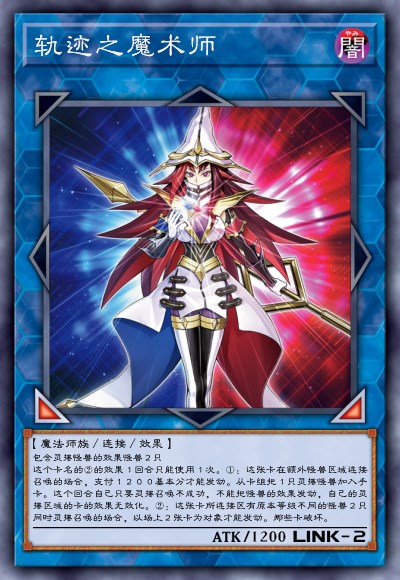 轨迹之魔术师
やみ
闇
【魔法师族／连接／效果】
包含灵摆怪兽的效果怪兽2只
这个卡名的②的效果1回合只能使用1次。①：这张卡在额外怪兽区域连接
召唤的场合，支付1200基本分才能发动。从卡组把1只灵摆怪兽加入手
卡。这个回合自己只要灵摆召唤不成功，不能把怪兽的效果发动，自己的灵
摆区域的卡的效果无效化。②：这张卡所连接区有原本等级不同的怪兽2只
同时灵摆召唤的场合，以场上2张卡为对象才能发动。那些卡破坏。
ATK/1200 LINK-2